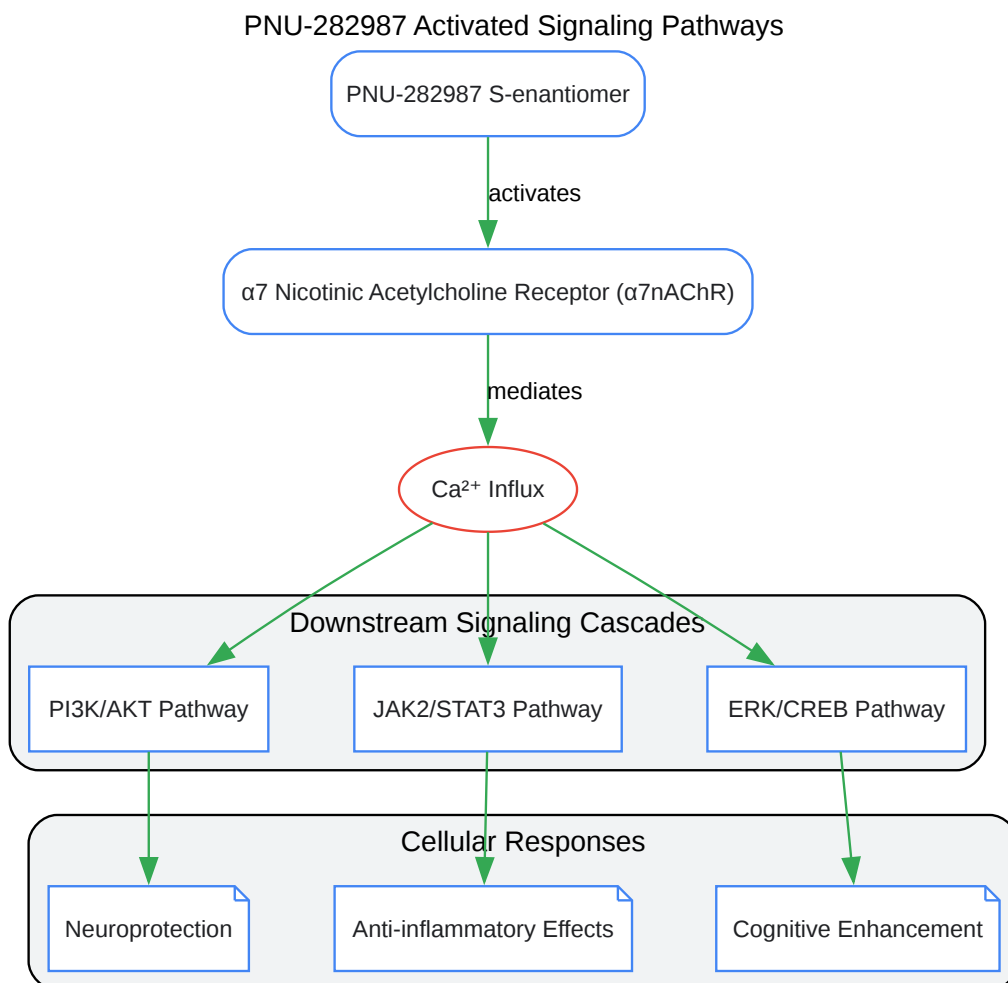 PNU-282987 Activated Signaling Pathways
PNU-282987 S-enantiomer
activates
α7 Nicotinic Acetylcholine Receptor (α7nAChR)
mediates
Ca²⁺ Influx
Downstream Signaling Cascades
PI3K/AKT Pathway
JAK2/STAT3 Pathway
ERK/CREB Pathway
Cellular Responses
Neuroprotection
Anti-inflammatory Effects
Cognitive Enhancement